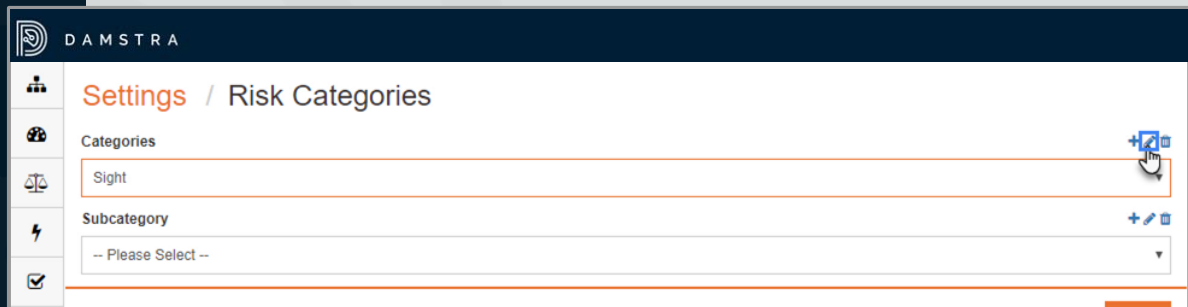 DAMSTRA
Settings / Risk Categories
Categories
Sight
Subcategory
-- Please Select --